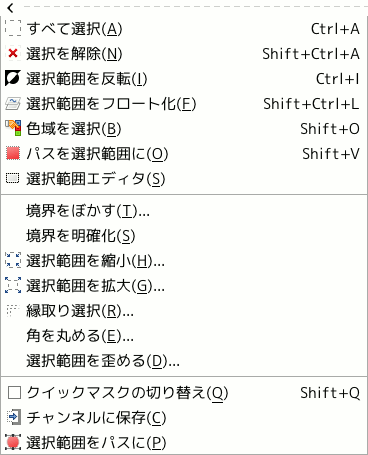 すべて選択(A) Ctrl+A
選択を解除(N) Shift+Ctrl+A
選択範囲を反転(I) Ctrl+I
選択範囲をフロート化(F) Shift+Ctrl+L
色域を選択(B) Shift+O
パスを選択範囲に(O) Shift+V
選択範囲エディタ(S)
境界をぼかす(T)...
境界を明確化(S)
選択範囲を縮小(H)...
選択範囲を拡大(G)...
縁取り選択(R)...
角を丸める(E)...
選択範囲を歪める(D)...
クイックマスクの切り替え(Q) Shift+Q
チャンネルに保存(C)
選択範囲をパスに(P)